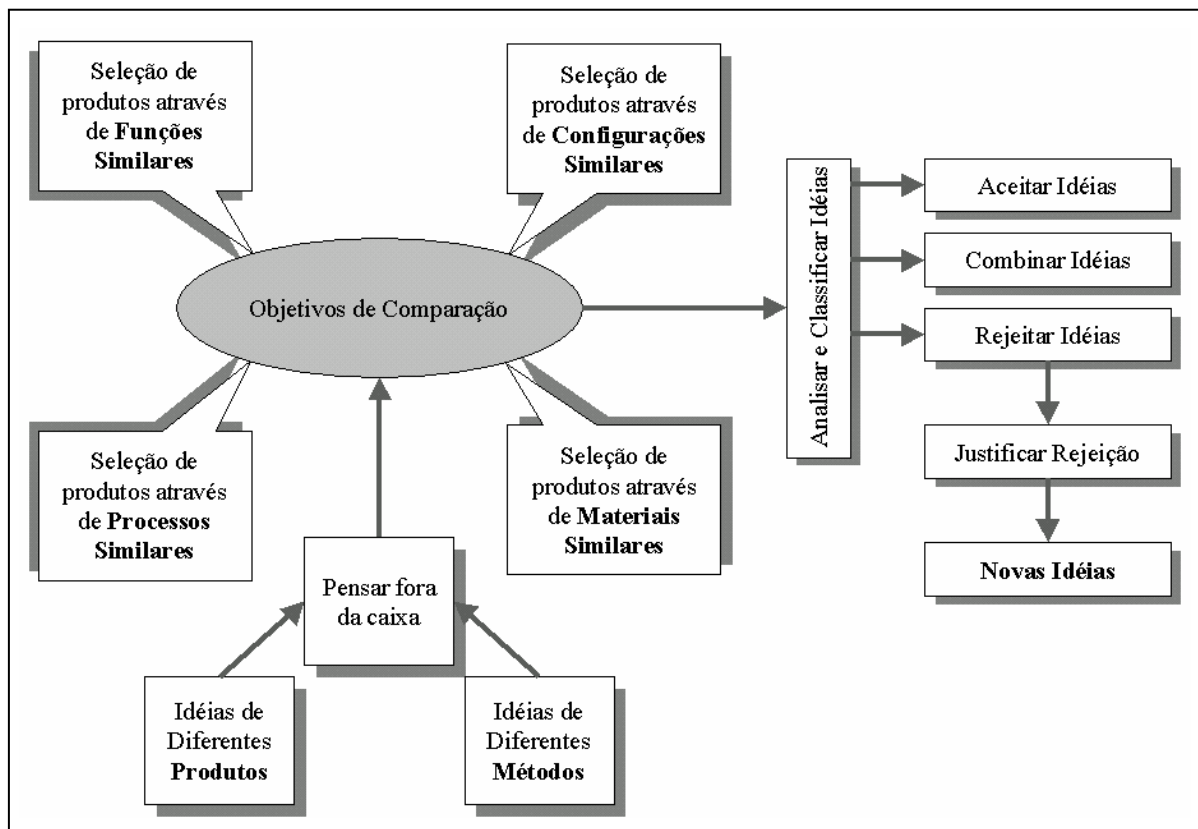 Seleção de
produtos através
de Funções
Similares
Seleção de
produtos através
de Configurações
Similares
Objetivos de Comparação
Seleção de
produtos através
de Processos
Similares
Seleção de
produtos através
de Materiais
Similares
Pensar fora
da caixa
Idéias de
Diferentes
Produtos
Idéias de
Diferentes
Métodos
Analisar e Classificar Idéias
Aceitar Idéias
Combinar Idéias
Rejeitar Idéias
Justificar Rejeição
Novas Idéias